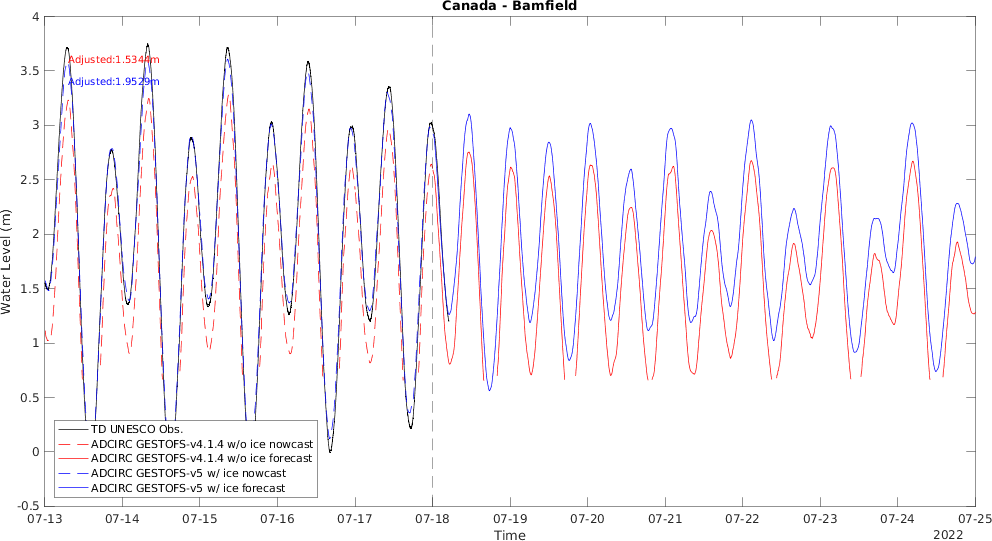 Canada - Bamfield
4
Adjusted:1.5344m
3.5
Adjusted:1.9529m
3
2.5
2
Water Level (m)
1.5
1
0.5
TD UNESCO Obs.
ADCIRC GESTOFS-v4.1.4 w/o ice nowcast
0
ADCIRC GESTOFS-v4.1.4 w/o ice forecast
ADCIRC GESTOFS-v5 w/ ice nowcast
ADCIRC GESTOFS-v5 w/ ice forecast
-0.5
07-13 07-14 07-15 07-16 07-17 07-18 07-19 07-20 07-21 07-22 07-23 07-24 07-25
Time
2022